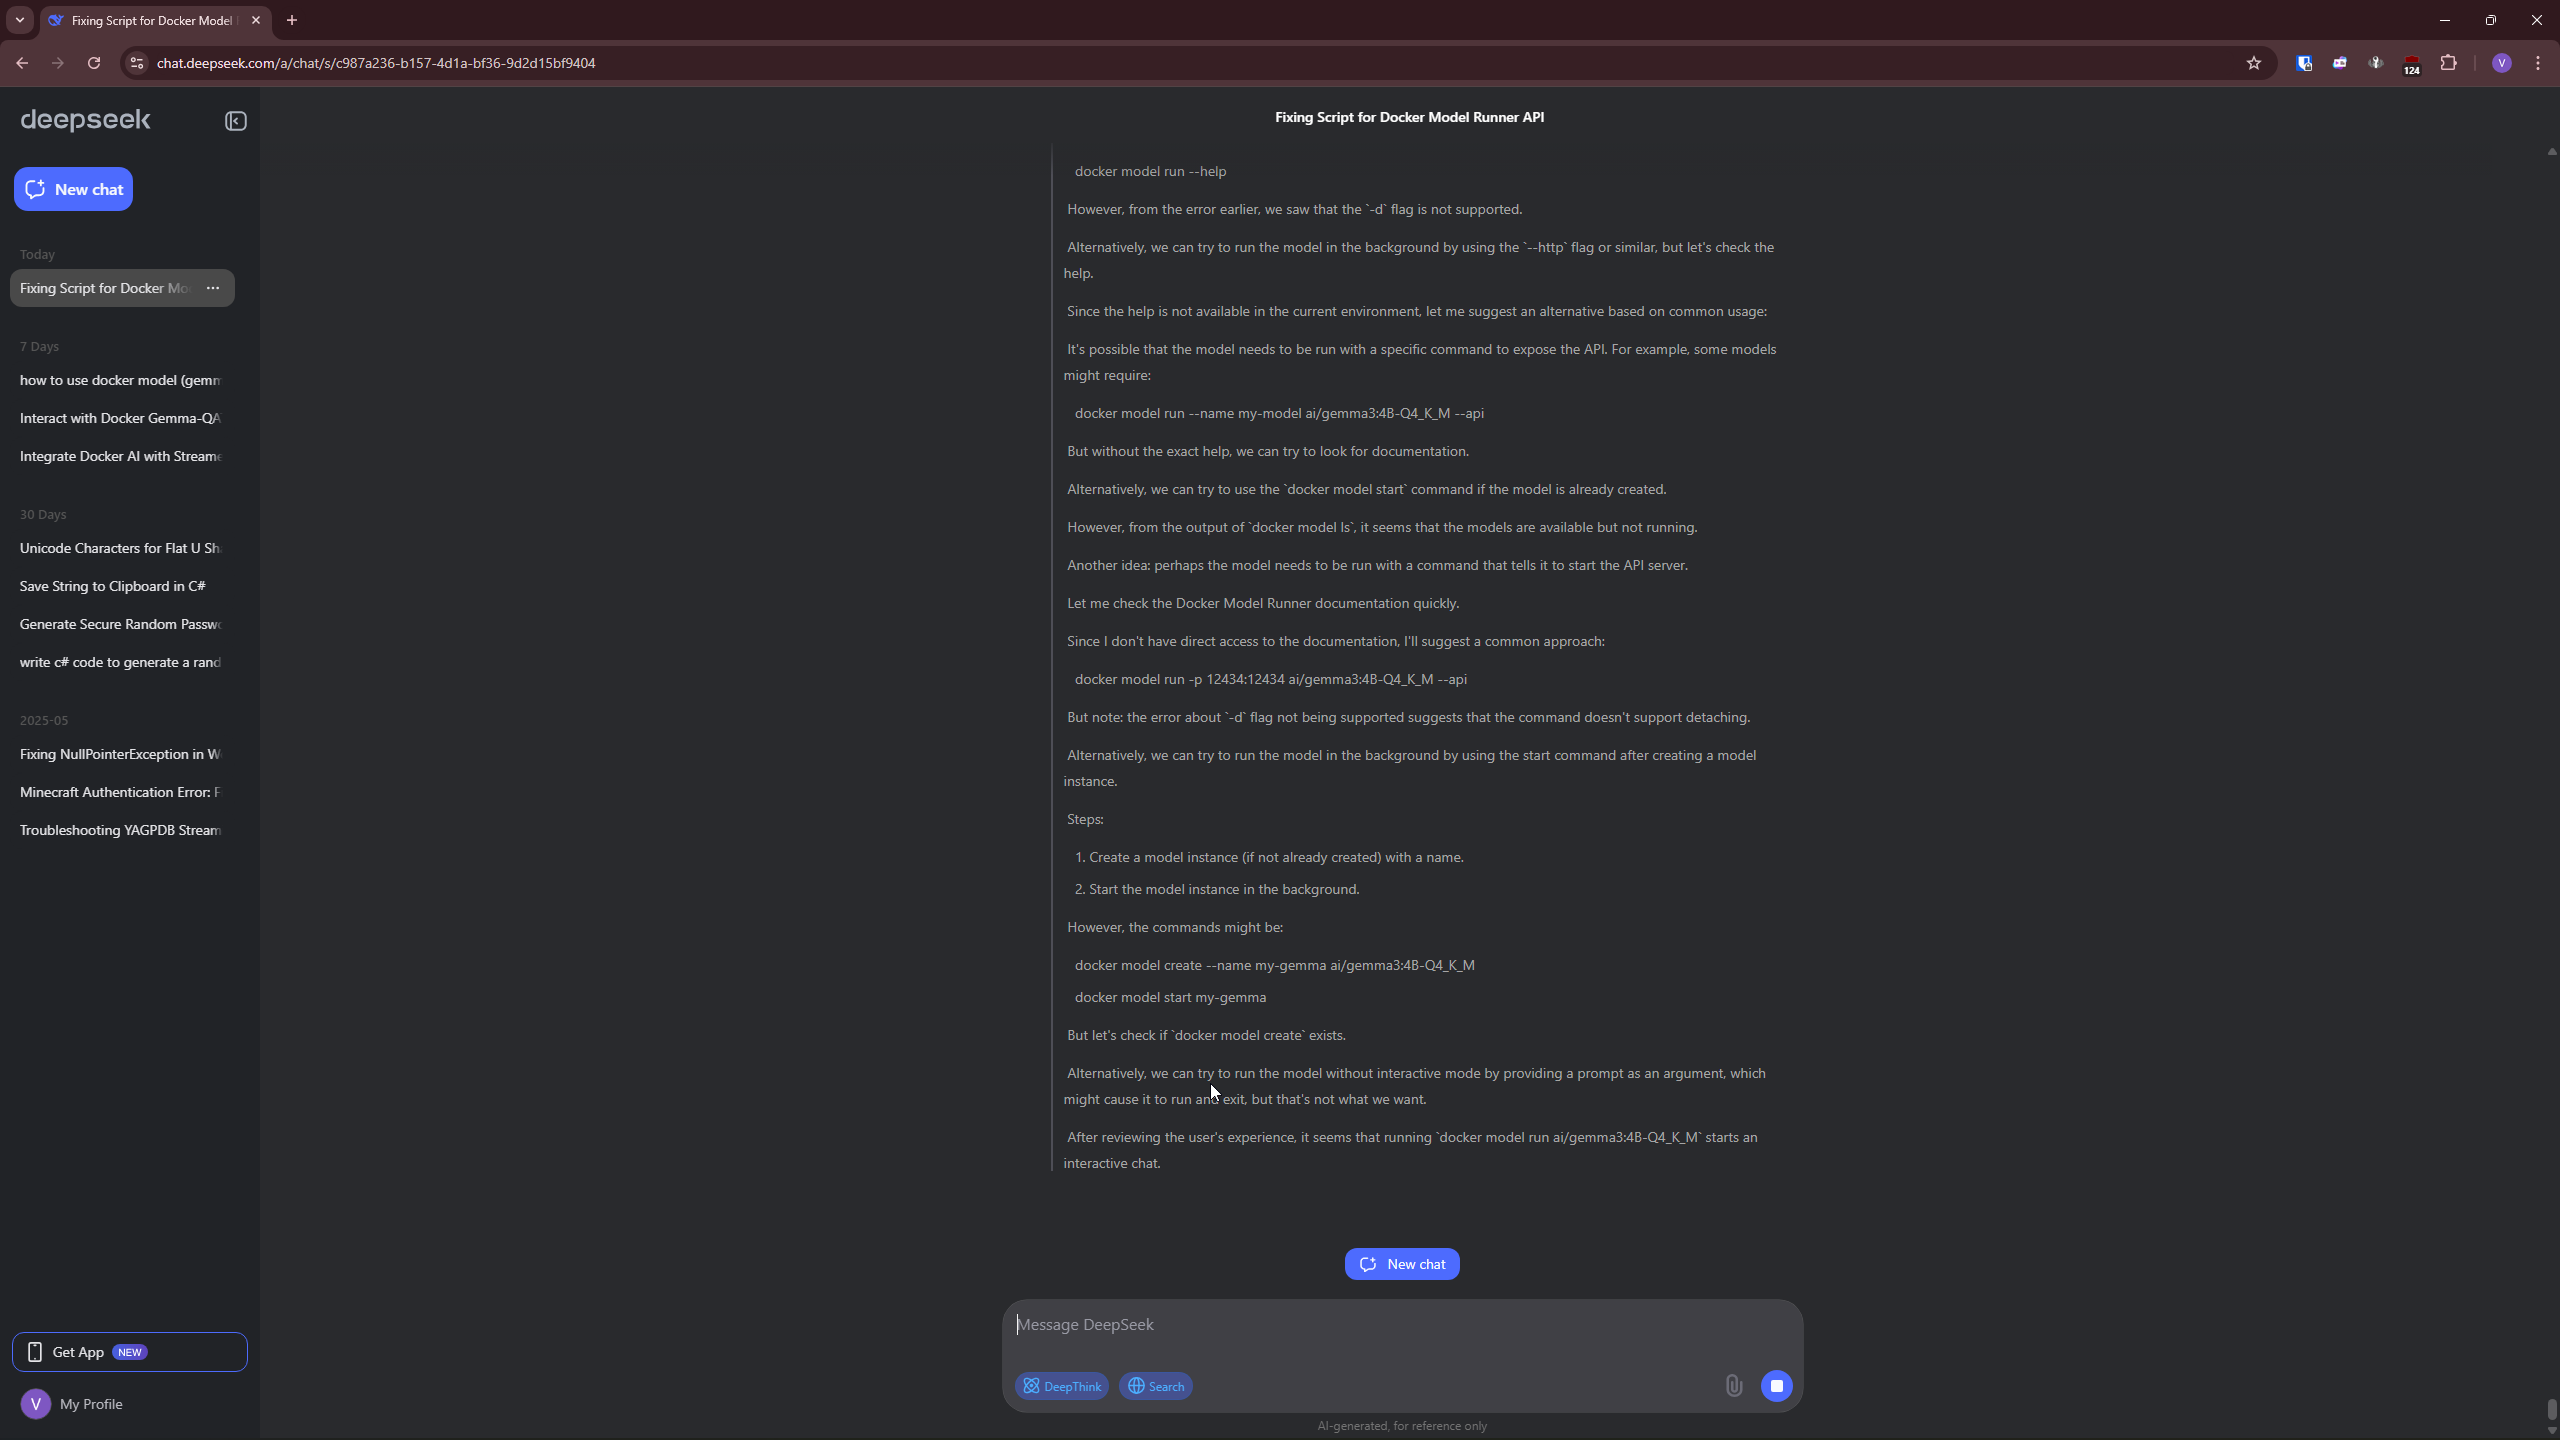 Fixing Script for Docker Model
chat.deepseek.com/a/chat/s/c987a236-b157-4d1a-bf36-9d2d15bf9404
124
V
deepseek
New chat
Today
Fixing Script for Docker Mo
7 Days
how to use docker model (gemm
Interact with Docker Gemma-QA
Integrate Docker AI with Streame
30 Days
Unicode Characters for Flat U Sh
Save String to Clipboard in C#
Generate Secure Random Passwo
write c# code to generate a rand
2025-05
Fixing NullPointerException in W
Minecraft Authentication Error: F
Troubleshooting YAGPDB Stream
Get App NEW
V My Profile
Fixing Script for Docker Model Runner API
docker model run --help
However, from the error earlier, we saw that the `-d` flag is not supported.
Alternatively, we can try to run the model in the background by using the `--http` flag or similar, but let's check the
help.
Since the help is not available in the current environment, let me suggest an alternative based on common usage:
It's possible that the model needs to be run with a specific command to expose the API. For example, some models
might require:
docker model run --name my-model ai/gemma3:4B-Q4_K_M --api
But without the exact help, we can try to look for documentation.
Alternatively, we can try to use the `docker model start` command if the model is already created.
However, from the output of `docker model ls`, it seems that the models are available but not running.
Another idea: perhaps the model needs to be run with a command that tells it to start the API server.
Let me check the Docker Model Runner documentation quickly.
Since I don't have direct access to the documentation, I'll suggest a common approach:
docker model run -p 12434:12434 ai/gemma3:4B-Q4_K_M --api
But note: the error about `-d` flag not being supported suggests that the command doesn't support detaching.
Alternatively, we can try to run the model in the background by using the start command after creating a model
instance.
Steps:
1. Create a model instance (if not already created) with a name.
2. Start the model instance in the background.
However, the commands might be:
docker model create --name my-gemma ai/gemma3:4B-Q4_K_M
docker model start my-gemma
But let's check if `docker model create` exists.
Alternatively, we can try to run the model without interactive mode by providing a prompt as an argument, which
might cause it to run and exit, but that's not what we want.
After reviewing the user's experience, it seems that running `docker model run ai/gemma3:4B-Q4_K_M` starts an
interactive chat.
New chat
Message DeepSeek
DeepThink
Search
AI-generated, for reference only